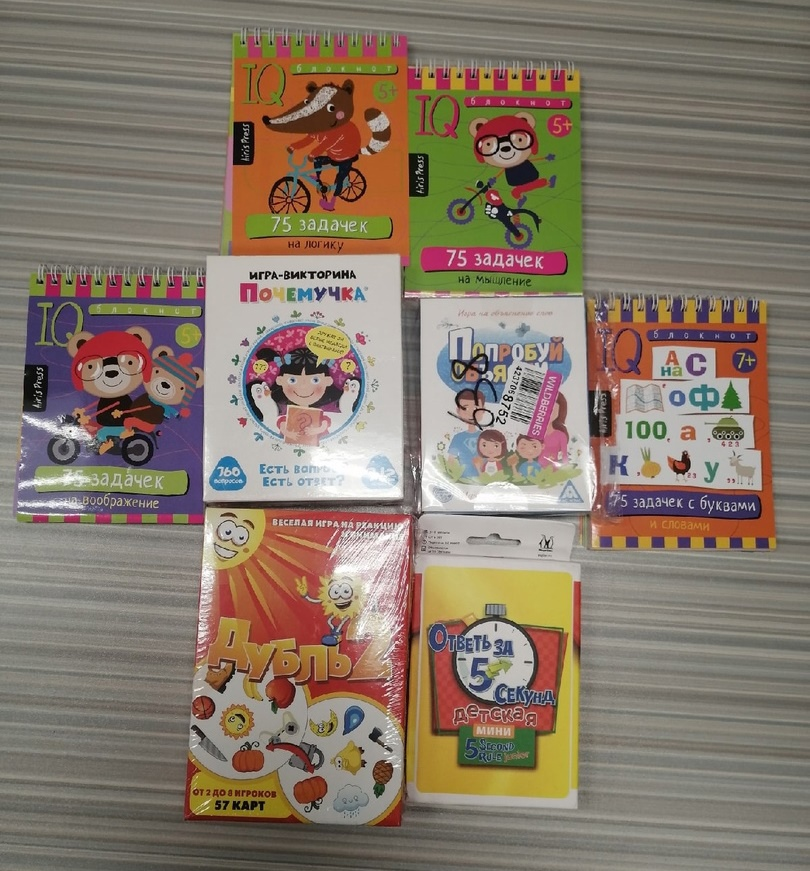 IQ блокнот
5+
Airis Press
75 задачек
на логику
IQ блокнот
5+
Airis Press
75 задачек
на мышление
IQ блокнот
5+
Airis Press
75 задачек
на воображение
ИГРА-ВИКТОРИНА
ПОЧЕМУЧКА
???
?
?
760
вопросов
Есть
Есть ответ?
Игра на объяснение слов
ПОПРОБУЙ
WILDBERRIES
IQ блокнот
7+
А на С
оФ
100, а,
423
К, У
75 задачек с буквами
и словами
ВЕСЕЛАЯ ИГРА НА РЕАКЦИЮ
ДУБЛЬ
ОТ 2 ДО 8 ИГРОКОВ
57 КАРТ
ОТВЕТЬ ЗА
5
СЕКУНД
ДЕТСКАЯ
МИНИ
5 SECOND
RULE junior